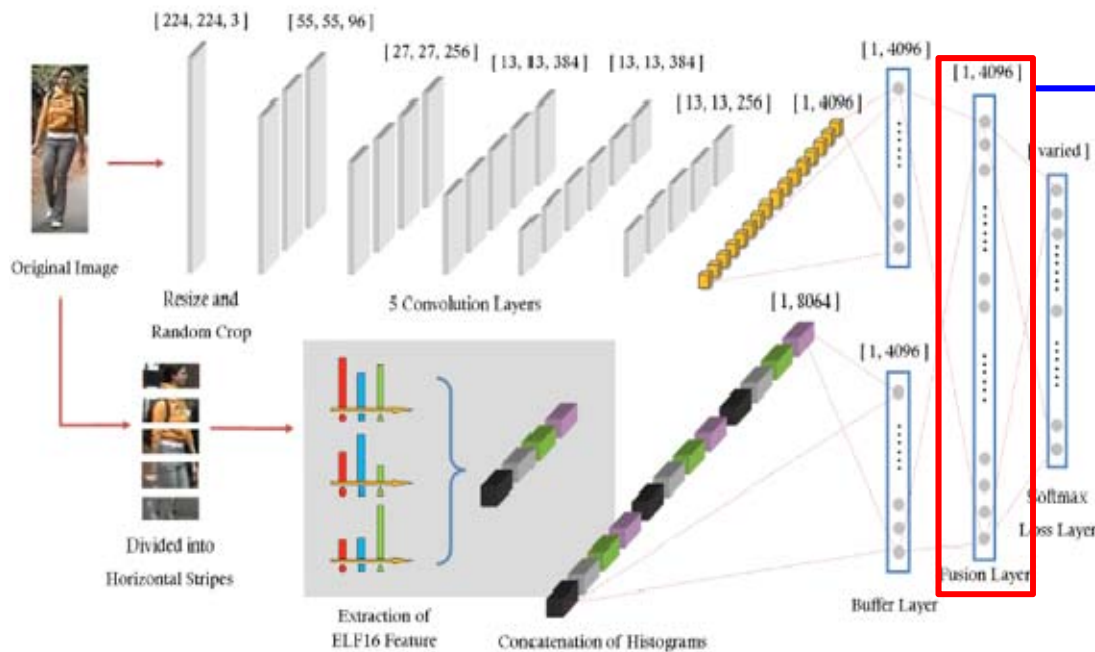 [ 224, 224, 3 ]
[ 55, 55, 96 ]
[ 27, 27, 256 ]
[ 13, 13, 384 ]
[ 13, 13, 384 ]
[ 13, 13, 256 ]
[ 1, 4096 ]
[ 1, 4096 ]
[ 1, 4096 ]
[ varied ]
Original Image
Resize and
Random Crop
5 Convolution Layers
[ 1, 8064 ]
[ 1, 4096 ]
Divided into
Horizontal Stripes
Extraction of
ELF16 Feature
Concatenation of Histograms
Buffer Layer
Fusion Layer
Softmax
Loss Layer